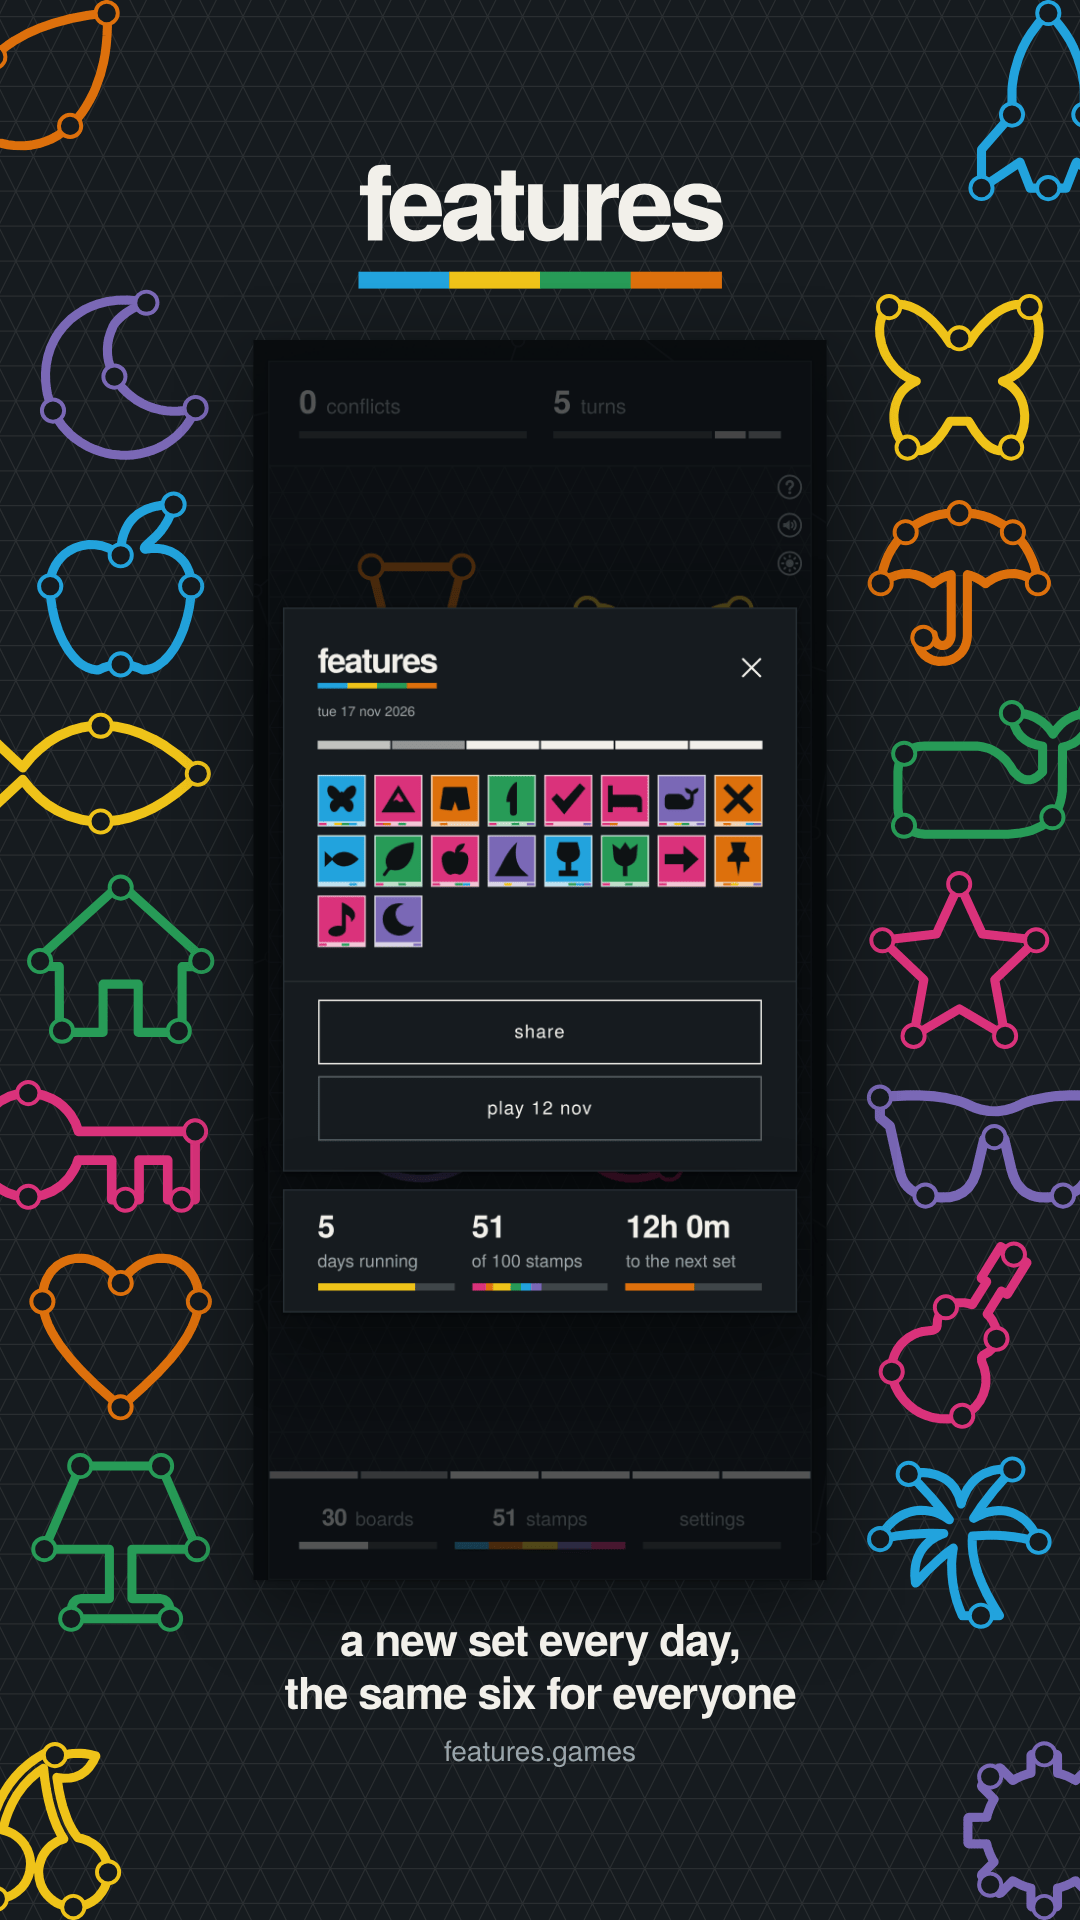 features
0 conflicts
5 turns
?
features
tue 17 nov 2026
share
play 12 nov
5
days running
51
of 100 stamps
12h 0m
to the next set
30 boards
51 stamps
settings
a new set every day,
the same six for everyone
features.games